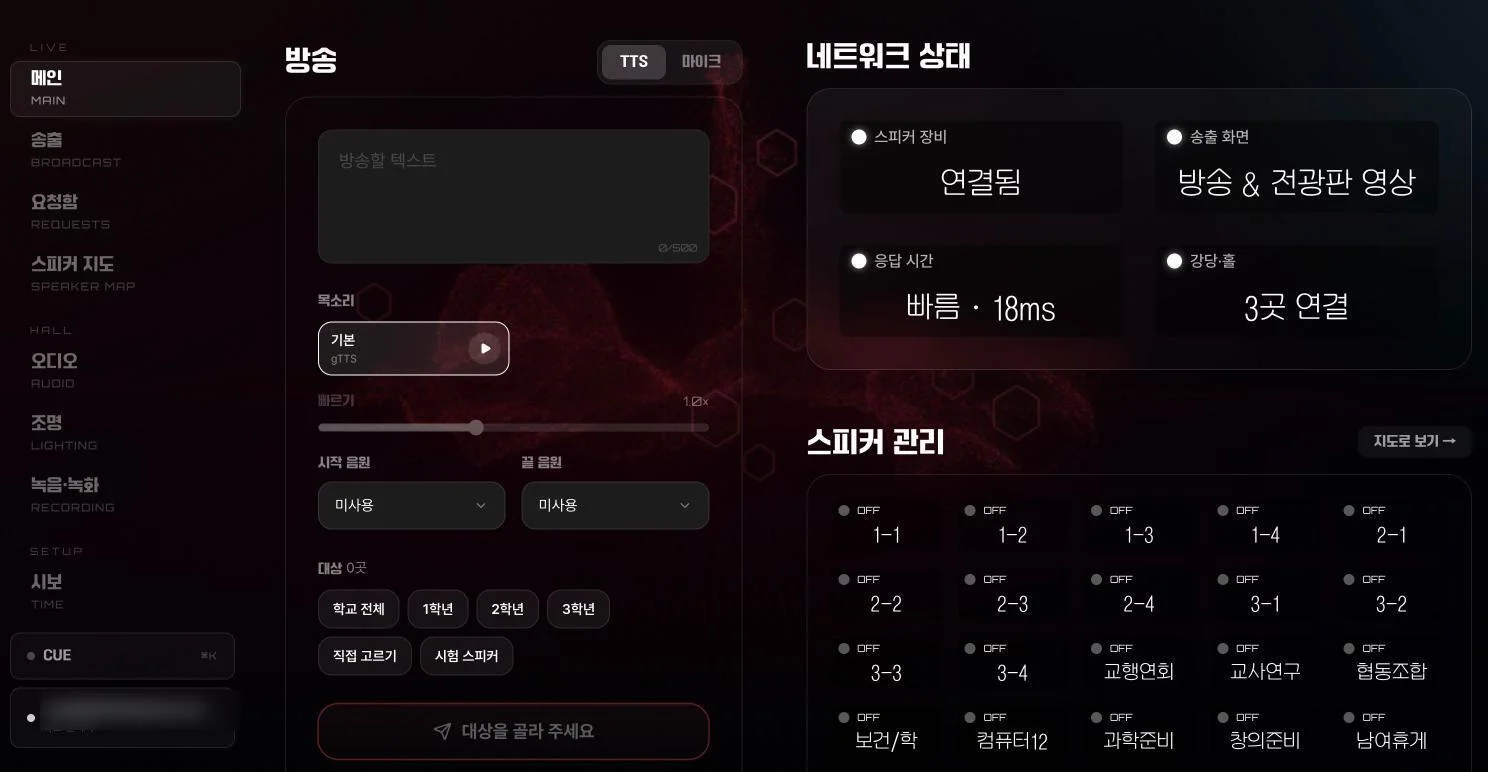 LIVE
메인
MAIN
송출
BROADCAST
요청함
REQUESTS
스피커 지도
SPEAKER MAP
HALL
오디오
AUDIO
조명
LIGHTING
녹음·녹화
RECORDING
SETUP
시보
TIME
CUE ⌘K
방송
TTS 마이크
방송할 텍스트
0/500
목소리
기본
gTTS
빠르기 1.0x
시작 음원 끝 음원
미사용 미사용
대상 0곳
학교 전체 1학년 2학년 3학년
직접 고르기 시험 스피커
대상을 골라 주세요
네트워크 상태
스피커 장비 송출 화면
연결됨 방송 & 전광판 영상
응답 시간 강당·홀
빠름 · 18ms 3곳 연결
스피커 관리 지도로 보기 →
OFF OFF OFF OFF OFF
1-1 1-2 1-3 1-4 2-1
OFF OFF OFF OFF OFF
2-2 2-3 2-4 3-1 3-2
OFF OFF OFF OFF OFF
3-3 3-4 교행연회 교사연구 협동조합
OFF OFF OFF OFF OFF
보건/학 컴퓨터12 과학준비 창의준비 남여휴게